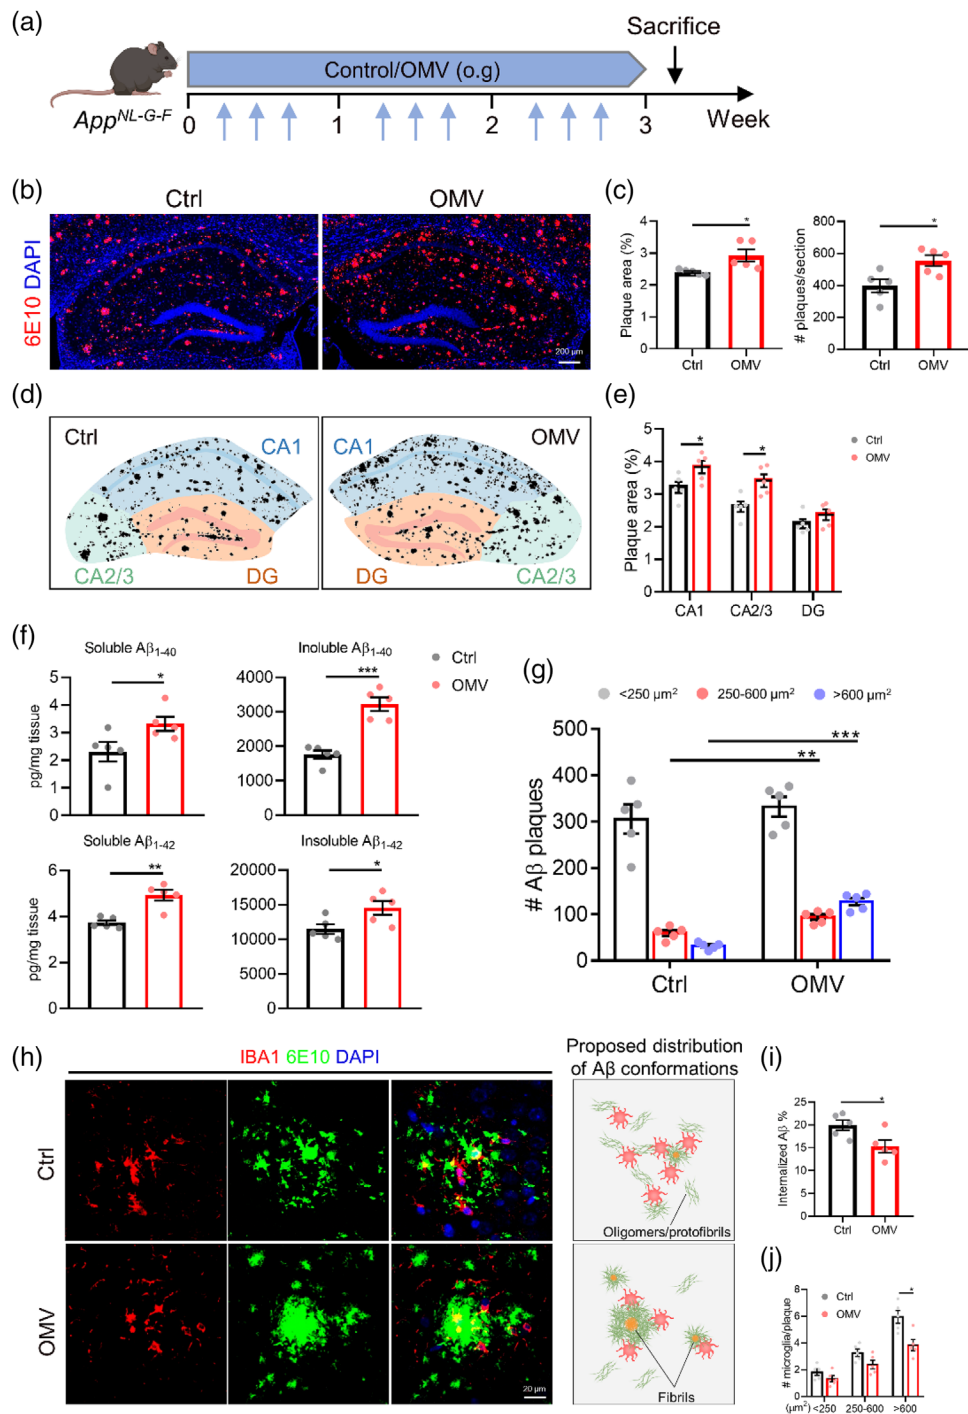 (a)
Sacrifice
Control/OMV (o.g)
App^NL-G-F
0 1 2 3 Week
(b)
Ctrl OMV
6E10 DAPI
200 µm
(c)
Plaque area (%)
4
3
2
1
0
*
Ctrl OMV
# plaques/section
800
600
400
200
0
*
Ctrl OMV
(d)
Ctrl
CA1
CA2/3
DG
CA1
OMV
DG
CA2/3
(e)
Plaque area (%)
5
4
3
2
1
0
* *
Ctrl
OMV
CA1 CA2/3 DG
(f)
Soluble Aβ1-40
pg/mg tissue
5
4
3
2
1
0
*
Inoluble Aβ1-40
4000
3000
2000
1000
0
***
Ctrl
OMV
Soluble Aβ1-42
pg/mg tissue
6
4
2
0
**
Insoluble Aβ1-42
20000
15000
10000
5000
0
*
(g)
<250 µm² 250-600 µm² >600 µm²
# Aβ plaques
500
400
300
200
100
0
***
**
Ctrl OMV
(h)
IBA1 6E10 DAPI
Ctrl
OMV
20 µm
Proposed distribution
of Aβ conformations
Oligomers/protofibrils
Fibrils
(i)
Internalized Aβ %
25
20
15
10
5
0
*
Ctrl OMV
(j)
# microglia/plaque
8
6
4
2
0
Ctrl
OMV
*
(µm²) <250 250-600 >600